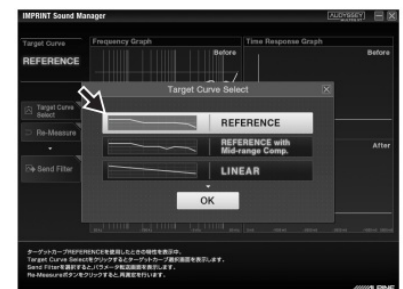 IMPRINT Sound Manager
AUDYSSEY
Target Curve
Frequency Graph
Time Response Graph
REFERENCE
Before
Before
Target Curve Select
Target Curve
Select
REFERENCE
Re-Measure
REFERENCE with
Mid-range Comp.
After
Send Filter
LINEAR
OK
ターゲットカーブREFERENCEを使用したときの特性を表示中。
Target Curve Selectをクリックするとターゲットカーブ選択画面を表示します。
Send Filterを選択すると、パラメータ転送画面を表示します。
Re-Measureボタンをクリックすると、再測定を行います。
ALPINE